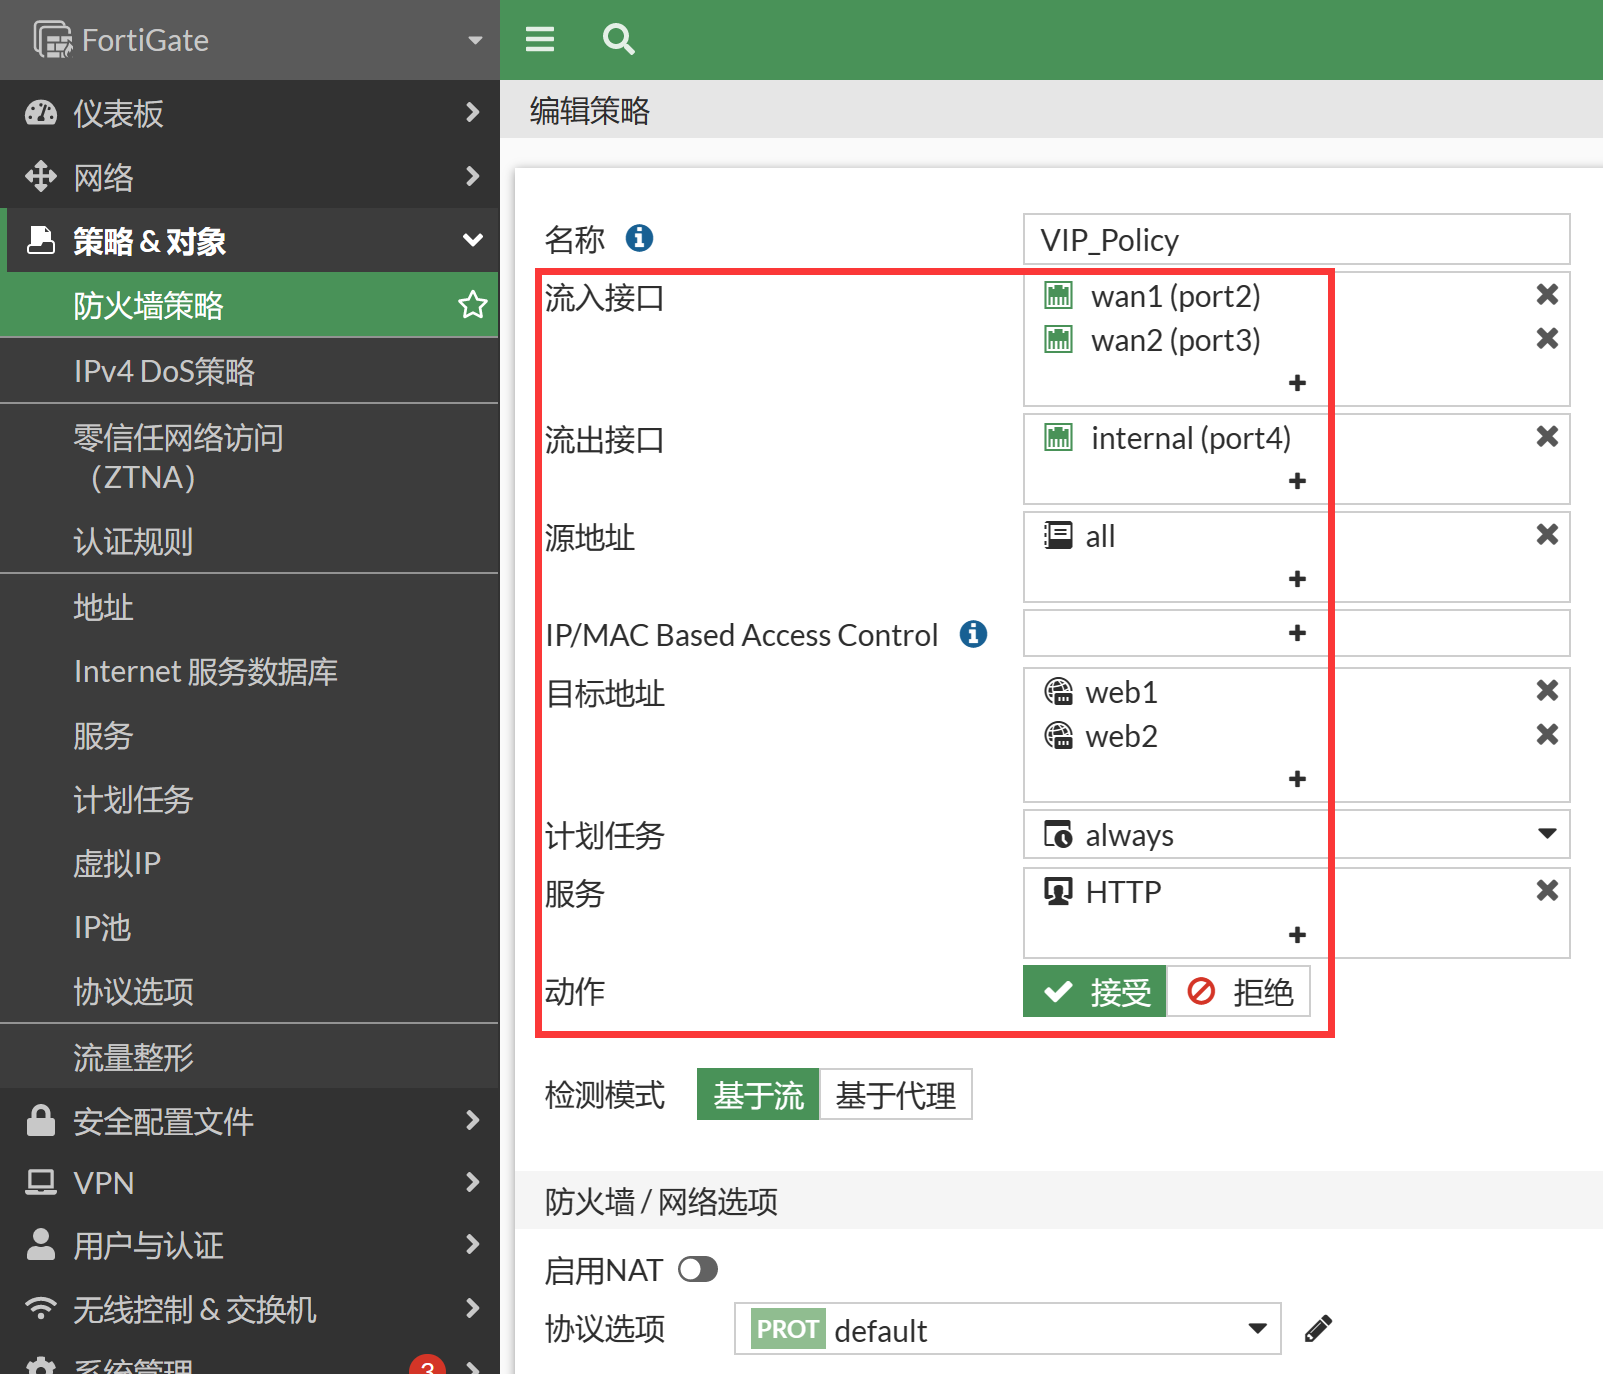 FortiGate
仪表板
网络
策略 & 对象
防火墙策略
IPv4 DoS策略
零信任网络访问
（ZTNA）
认证规则
地址
Internet 服务数据库
服务
计划任务
虚拟IP
IP池
协议选项
流量整形
安全配置文件
VPN
用户与认证
无线控制 & 交换机
系统管理 3
编辑策略
名称 VIP_Policy
流入接口 wan1 (port2)
wan2 (port3)
流出接口 internal (port4)
源地址 all
IP/MAC Based Access Control
目标地址 web1
web2
计划任务 always
服务 HTTP
动作 接受 拒绝
检测模式 基于流 基于代理
防火墙 / 网络选项
启用NAT
协议选项 PROT default